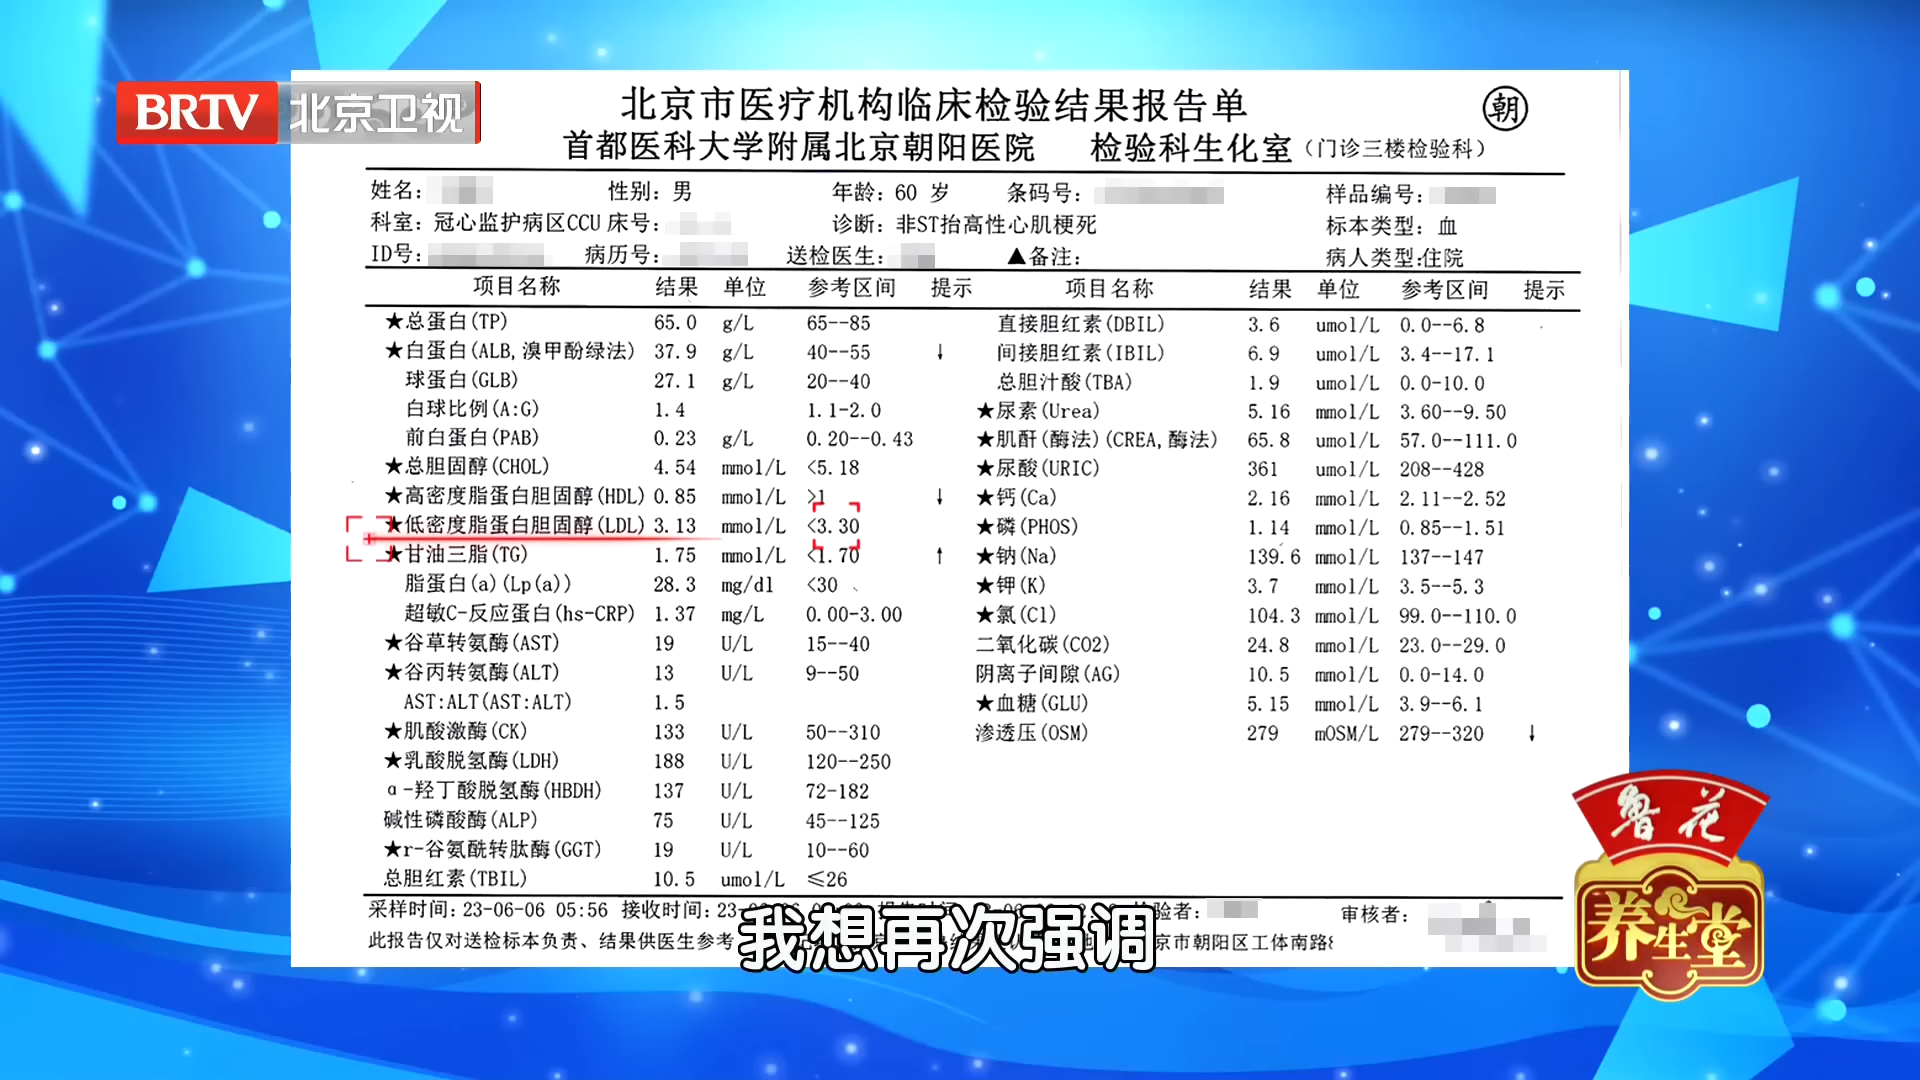 BRTV 北京卫视
北京市医疗机构临床检验结果报告单
朝
首都医科大学附属北京朝阳医院 检验科生化室(门诊三楼检验科)
姓名: 性别: 男 年龄: 60 岁 条码号: 样品编号:
科室: 冠心监护病区CCU 床号: 诊断: 非ST抬高性心肌梗死 标本类型: 血
ID号: 病历号: 送检医生: ▲备注: 病人类型:住院
项目名称 结果 单位 参考区间 提示 项目名称 结果 单位 参考区间 提示
★总蛋白(TP) 65.0 g/L 65--85 直接胆红素(DBIL) 3.6 umol/L 0.0--6.8
★白蛋白(ALB,溴甲酚绿法) 37.9 g/L 40--55 ↓ 间接胆红素(IBIL) 6.9 umol/L 3.4--17.1
球蛋白(GLB) 27.1 g/L 20--40 总胆汁酸(TBA) 1.9 umol/L 0.0-10.0
白球比例(A:G) 1.4 1.1-2.0 ★尿素(Urea) 5.16 mmol/L 3.60--9.50
前白蛋白(PAB) 0.23 g/L 0.20--0.43 ★肌酐(酶法)(CREA,酶法) 65.8 umol/L 57.0--111.0
★总胆固醇(CHOL) 4.54 mmol/L <5.18 ★尿酸(URIC) 361 umol/L 208--428
★高密度脂蛋白胆固醇(HDL) 0.85 mmol/L >1 ↓ ★钙(Ca) 2.16 mmol/L 2.11--2.52
★低密度脂蛋白胆固醇(LDL) 3.13 mmol/L <3.30 ★磷(PHOS) 1.14 mmol/L 0.85--1.51
★甘油三脂(TG) 1.75 mmol/L <1.70 ↑ ★钠(Na) 139.6 mmol/L 137--147
脂蛋白(a)(Lp(a)) 28.3 mg/dl <30 ★钾(K) 3.7 mmol/L 3.5--5.3
超敏C-反应蛋白(hs-CRP) 1.37 mg/L 0.00-3.00 ★氯(Cl) 104.3 mmol/L 99.0--110.0
★谷草转氨酶(AST) 19 U/L 15--40 二氧化碳(CO2) 24.8 mmol/L 23.0--29.0
★谷丙转氨酶(ALT) 13 U/L 9--50 阴离子间隙(AG) 10.5 mmol/L 0.0-14.0
AST:ALT(AST:ALT) 1.5 ★血糖(GLU) 5.15 mmol/L 3.9--6.1
★肌酸激酶(CK) 133 U/L 50--310 渗透压(OSM) 279 mOSM/L 279--320 ↓
★乳酸脱氢酶(LDH) 188 U/L 120--250
α-羟丁酸脱氢酶(HBDH) 137 U/L 72-182
碱性磷酸酶(ALP) 75 U/L 45--125
★r-谷氨酰转肽酶(GGT) 19 U/L 10--60
总胆红素(TBIL) 10.5 umol/L ≤26
采样时间:23-06-06 05:56 接收时间:23- 验者: 审核者:
此报告仅对送检标本负责、结果供医生参考 京市朝阳区工体南路8
我想再次强调
鲁花
养生堂